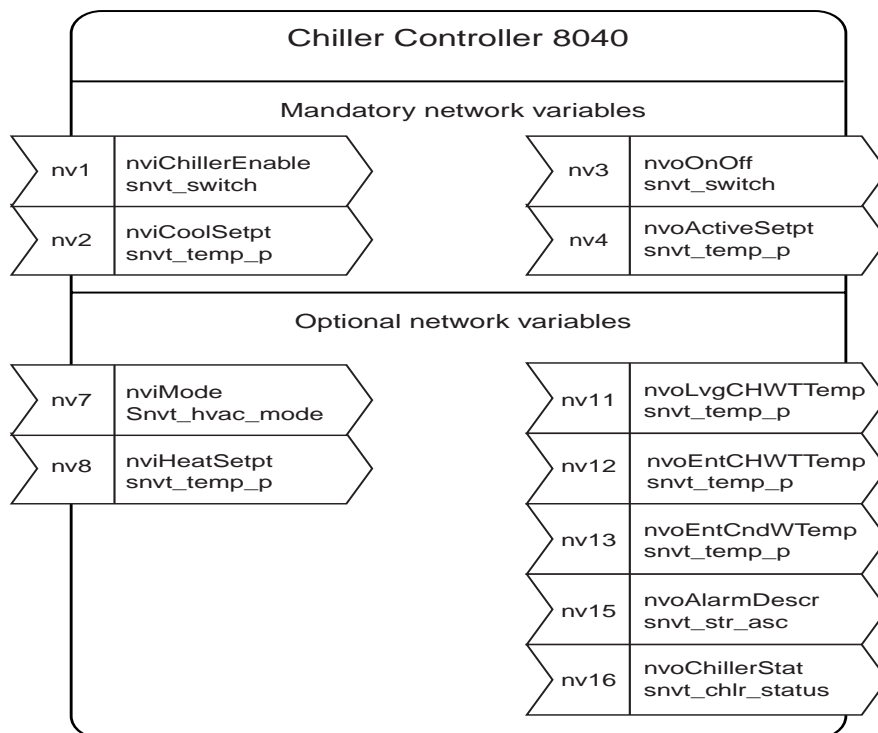 Chiller Controller 8040
Mandatory network variables
nv1
nviChillerEnable
snvt_switch
nv2
nviCoolSetpt
snvt_temp_p
nv3
nvoOnOff
snvt_switch
nv4
nvoActiveSetpt
snvt_temp_p
Optional network variables
nv7
nviMode
Snvt_hvac_mode
nv8
nviHeatSetpt
snvt_temp_p
nv11
nvoLvgCHWTTemp
snvt_temp_p
nv12
nvoEntCHWTTemp
snvt_temp_p
nv13
nvoEntCndWTemp
snvt_temp_p
nv15
nvoAlarmDescr
snvt_str_asc
nv16
nvoChillerStat
snvt_chlr_status